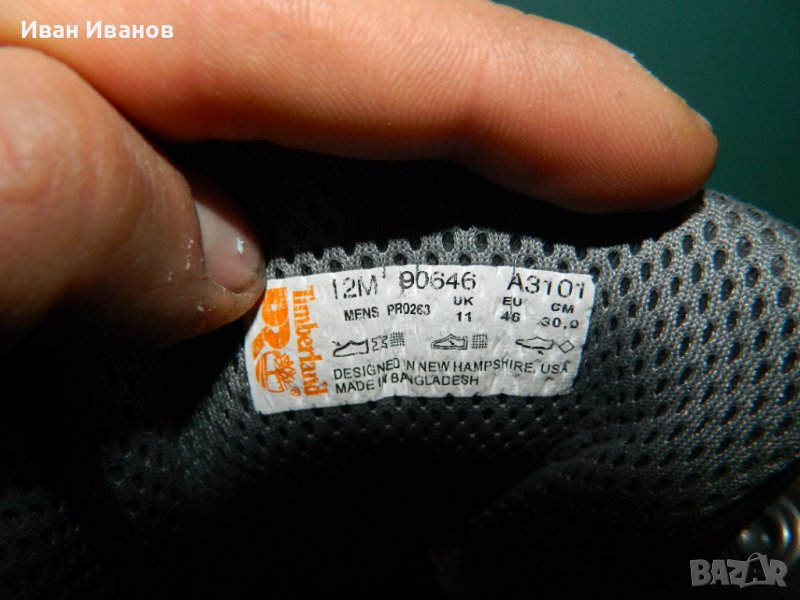 Иван Иванов
12M 90646 A3101
MENS PR0263 UK EU CM
11 46 30,0
DESIGNED IN NEW HAMPSHIRE, USA
MADE IN BANGLADESH
Timberland
PRO
BAZAR